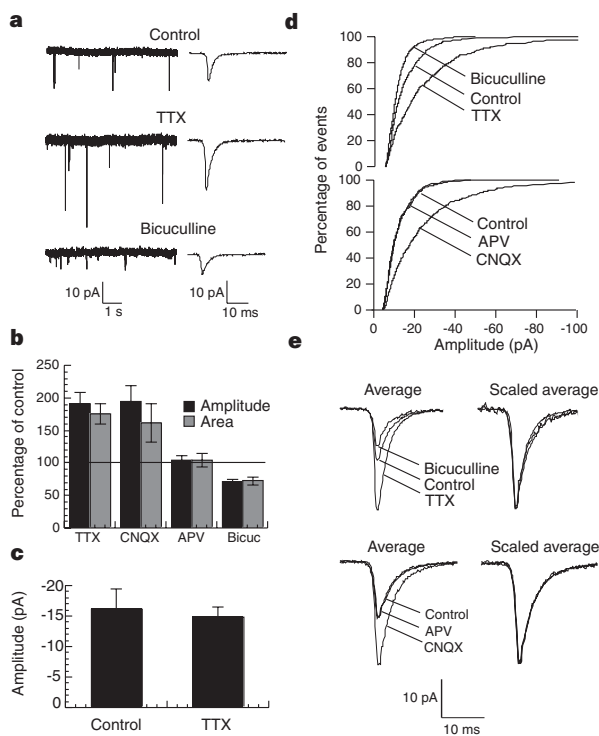 a
Control
TTX
Bicuculline
10 pA
1 s
10 pA
10 ms
b
Percentage of control
250
200
150
100
50
0
Amplitude
Area
TTX
CNQX
APV
Bicuc
c
Amplitude (pA)
-20
-15
-10
-5
0
Control
TTX
d
Percentage of events
100
80
60
40
20
0
Bicuculline
Control
TTX
100
80
60
40
20
0
Control
APV
CNQX
0
-20
-40
-60
-80
-100
Amplitude (pA)
e
Average
Scaled average
Bicuculline
Control
TTX
Average
Scaled average
Control
APV
CNQX
10 pA
10 ms